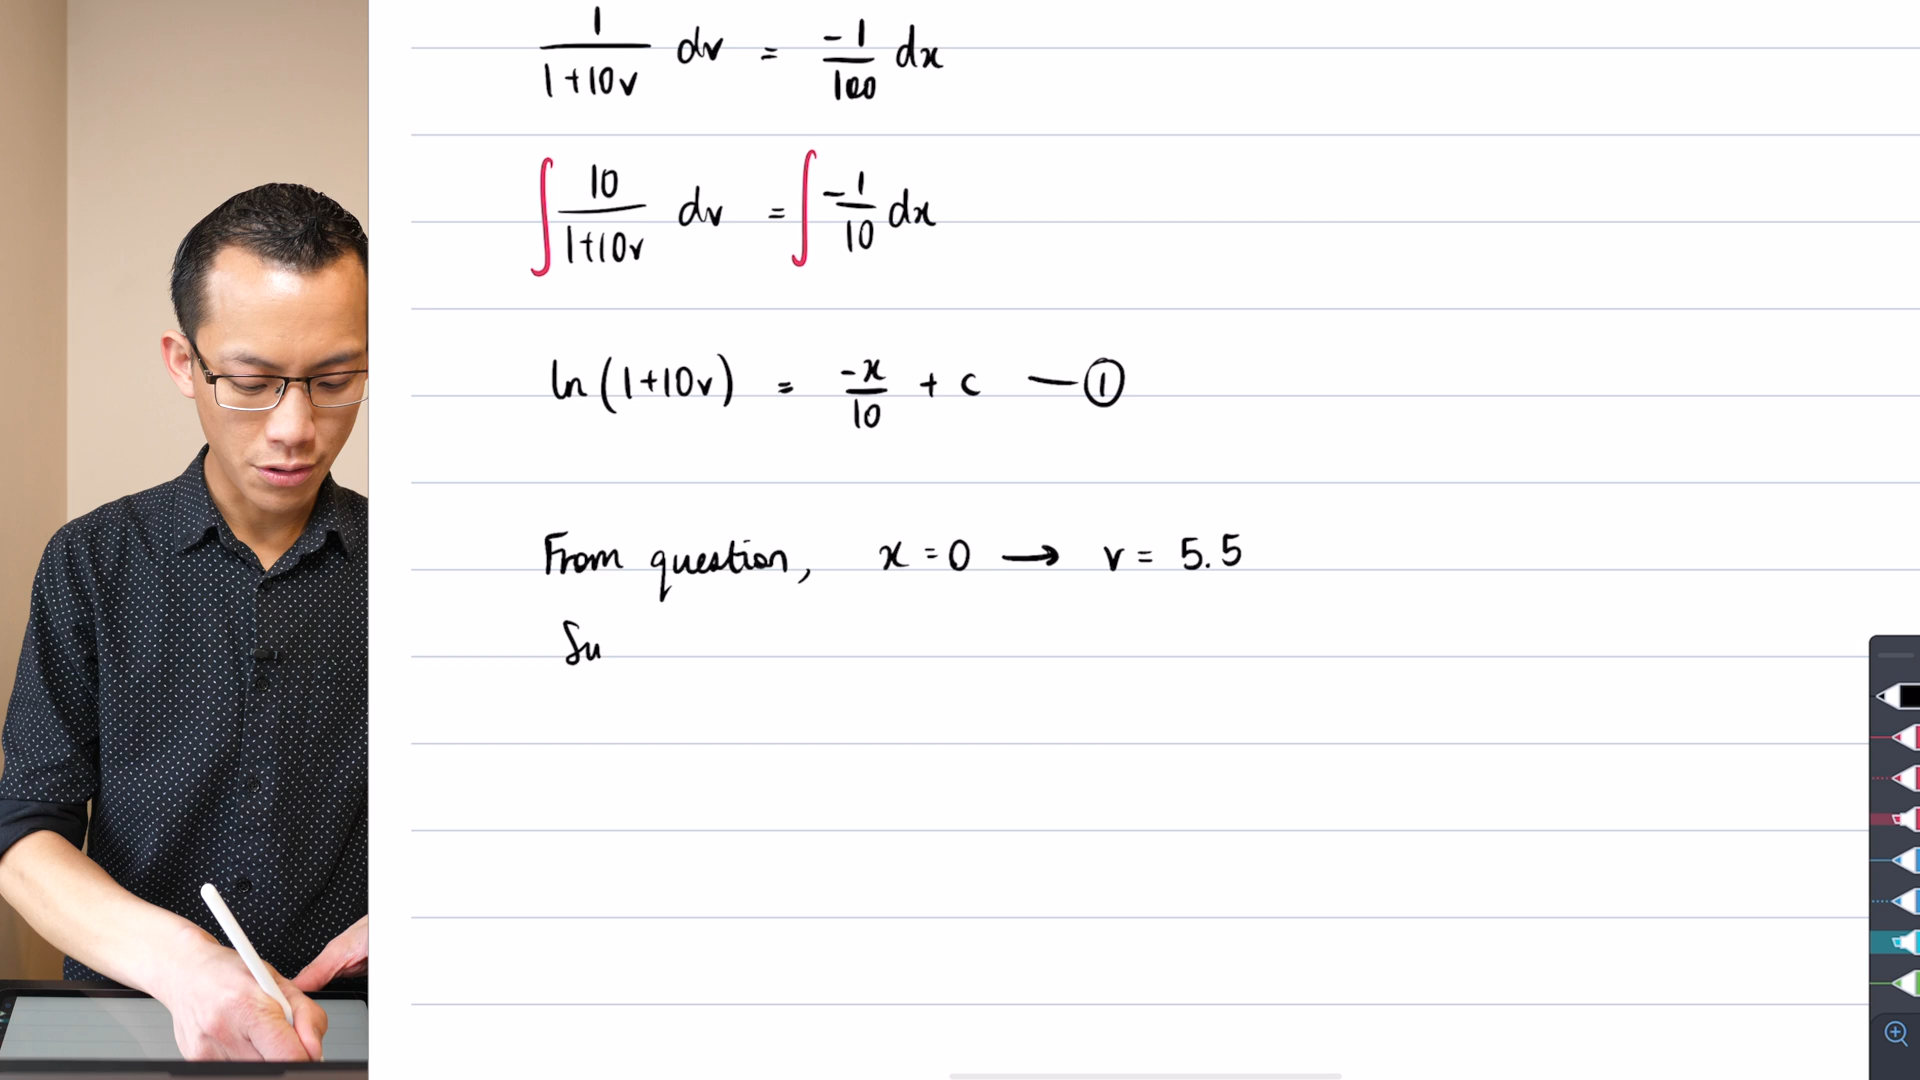 1/(1+10v) dv = -1/100 dx
∫ 10/(1+10v) dv = ∫ -1/10 dx
ln (1+10v) = -x/10 + c — ①
From question, x = 0 → v = 5.5
Su